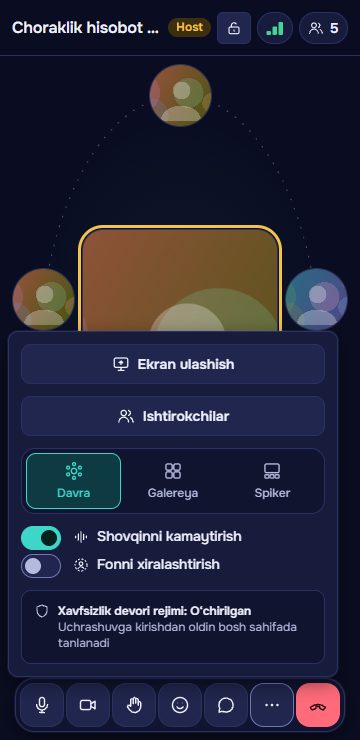 Choraklik hisobot ... Host 5
Ekran ulashish
Ishtirokchilar
Davra Galereya Spiker
Shovqinni kamaytirish
Fonni xiralashtirish
Xavfsizlik devori rejimi: Oʻchirilgan
Uchrashuvga kirishdan oldin bosh sahifada
tanlanadi